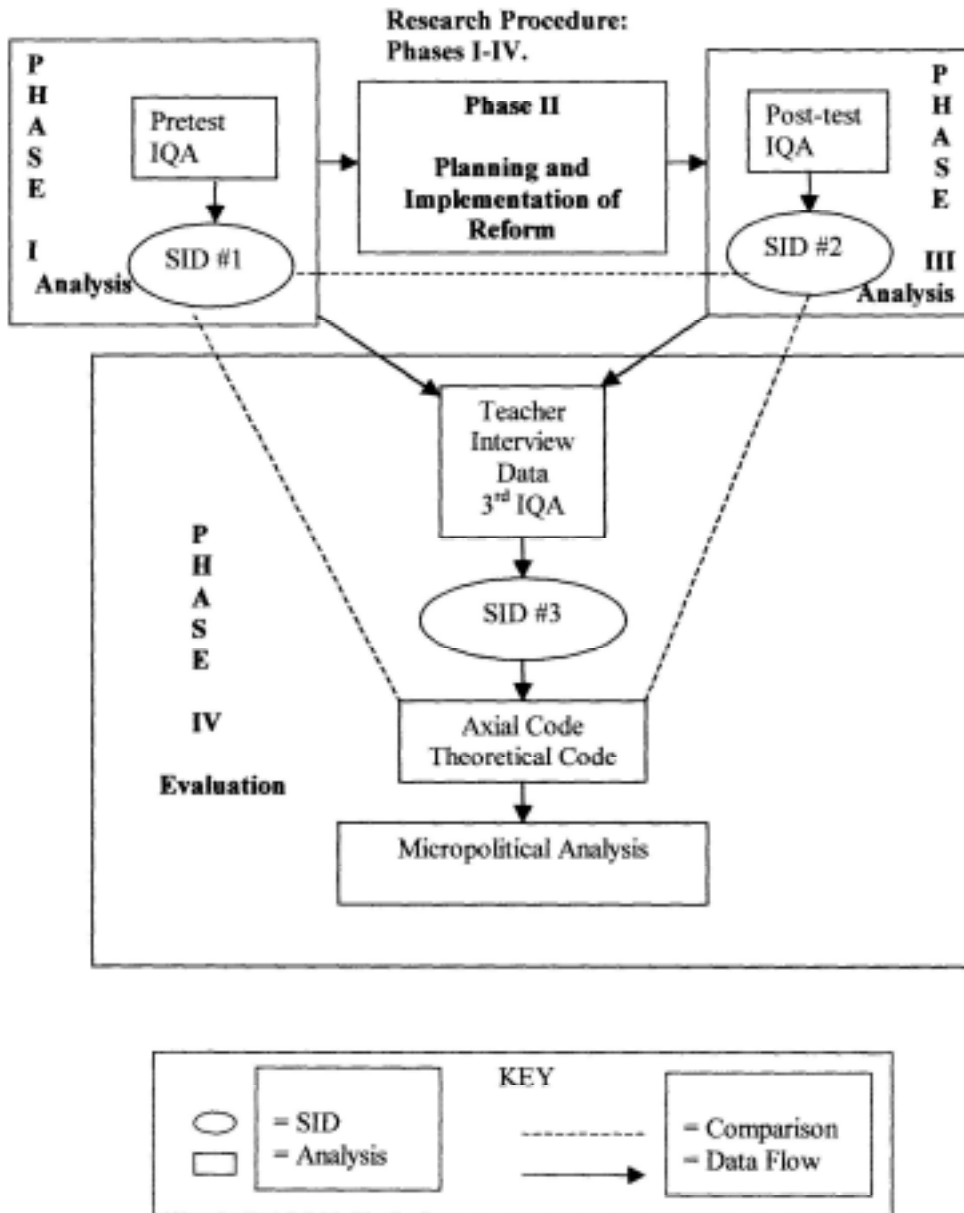 Research Procedure:
Phases I-IV.
P
H
A
S
E
I
Analysis
Pretest
IQA
SID #1
Phase II
Planning and
Implementation of
Reform
P
H
A
S
E
III
Analysis
Post-test
IQA
SID #2
Teacher
Interview
Data
3rd IQA
SID #3
P
H
A
S
E
IV
Evaluation
Axial Code
Theoretical Code
Micropolitical Analysis
KEY
= SID
= Analysis
= Comparison
= Data Flow